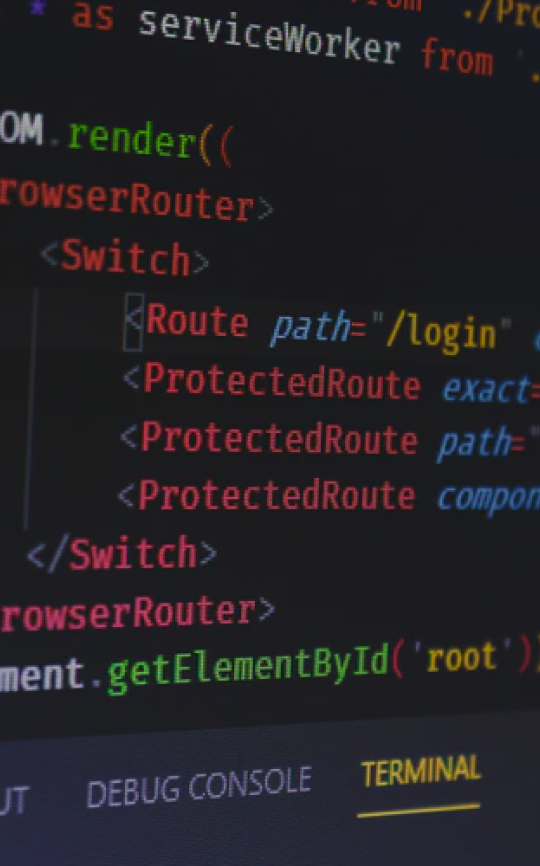 * as serviceWorker from '.
from './Pro
OM.render((
rowserRouter>
<Switch>
<Route path="/login"
<ProtectedRoute exact=
<ProtectedRoute path="
<ProtectedRoute compon
</Switch>
rowserRouter>
ment.getElementById('root'))
UT DEBUG CONSOLE TERMINAL